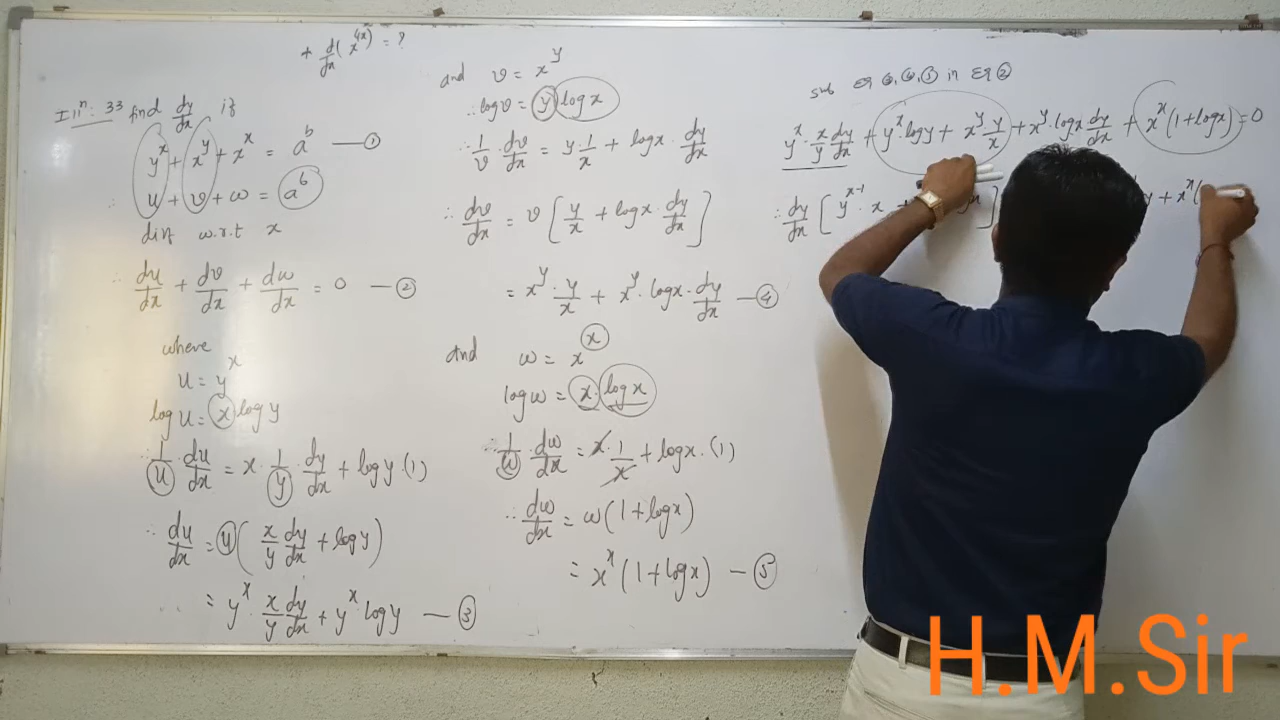 + d/dx (x^(4x)) = ?
Illⁿ: 33 find dy/dx if
y^x + x^y + x^x = a^b — ①
∴ u + v + w = a^b
diff w.r.t x
∴ du/dx + dv/dx + dw/dx = 0 — ②
where
u = y^x
log u = x log y
∴ 1/u · du/dx = x · 1/y · dy/dx + log y · (1)
∴ du/dx = u ( x/y dy/dx + log y )
= y^x · x/y dy/dx + y^x · log y — ③
and v = x^y
∴ log v = y log x
∴ 1/v · dv/dx = y · 1/x + log x · dy/dx
∴ dv/dx = v [ y/x + log x · dy/dx ]
= x^y · y/x + x^y · log x · dy/dx — ④
And w = x^x
log w = x · log x
∴ 1/w · dw/dx = x · 1/x + log x · (1)
∴ dw/dx = w (1 + log x)
= x^x (1 + log x) — ⑤
sub Eq in Eq ②
y^x · x/y dy/dx + y^x log y + x^y · y/x + x^y · log x dy/dx + x^x (1 + log x) = 0
∴ dy/dx [ y^(x-1) · x + x ] y + x^x (
H.M.Sir